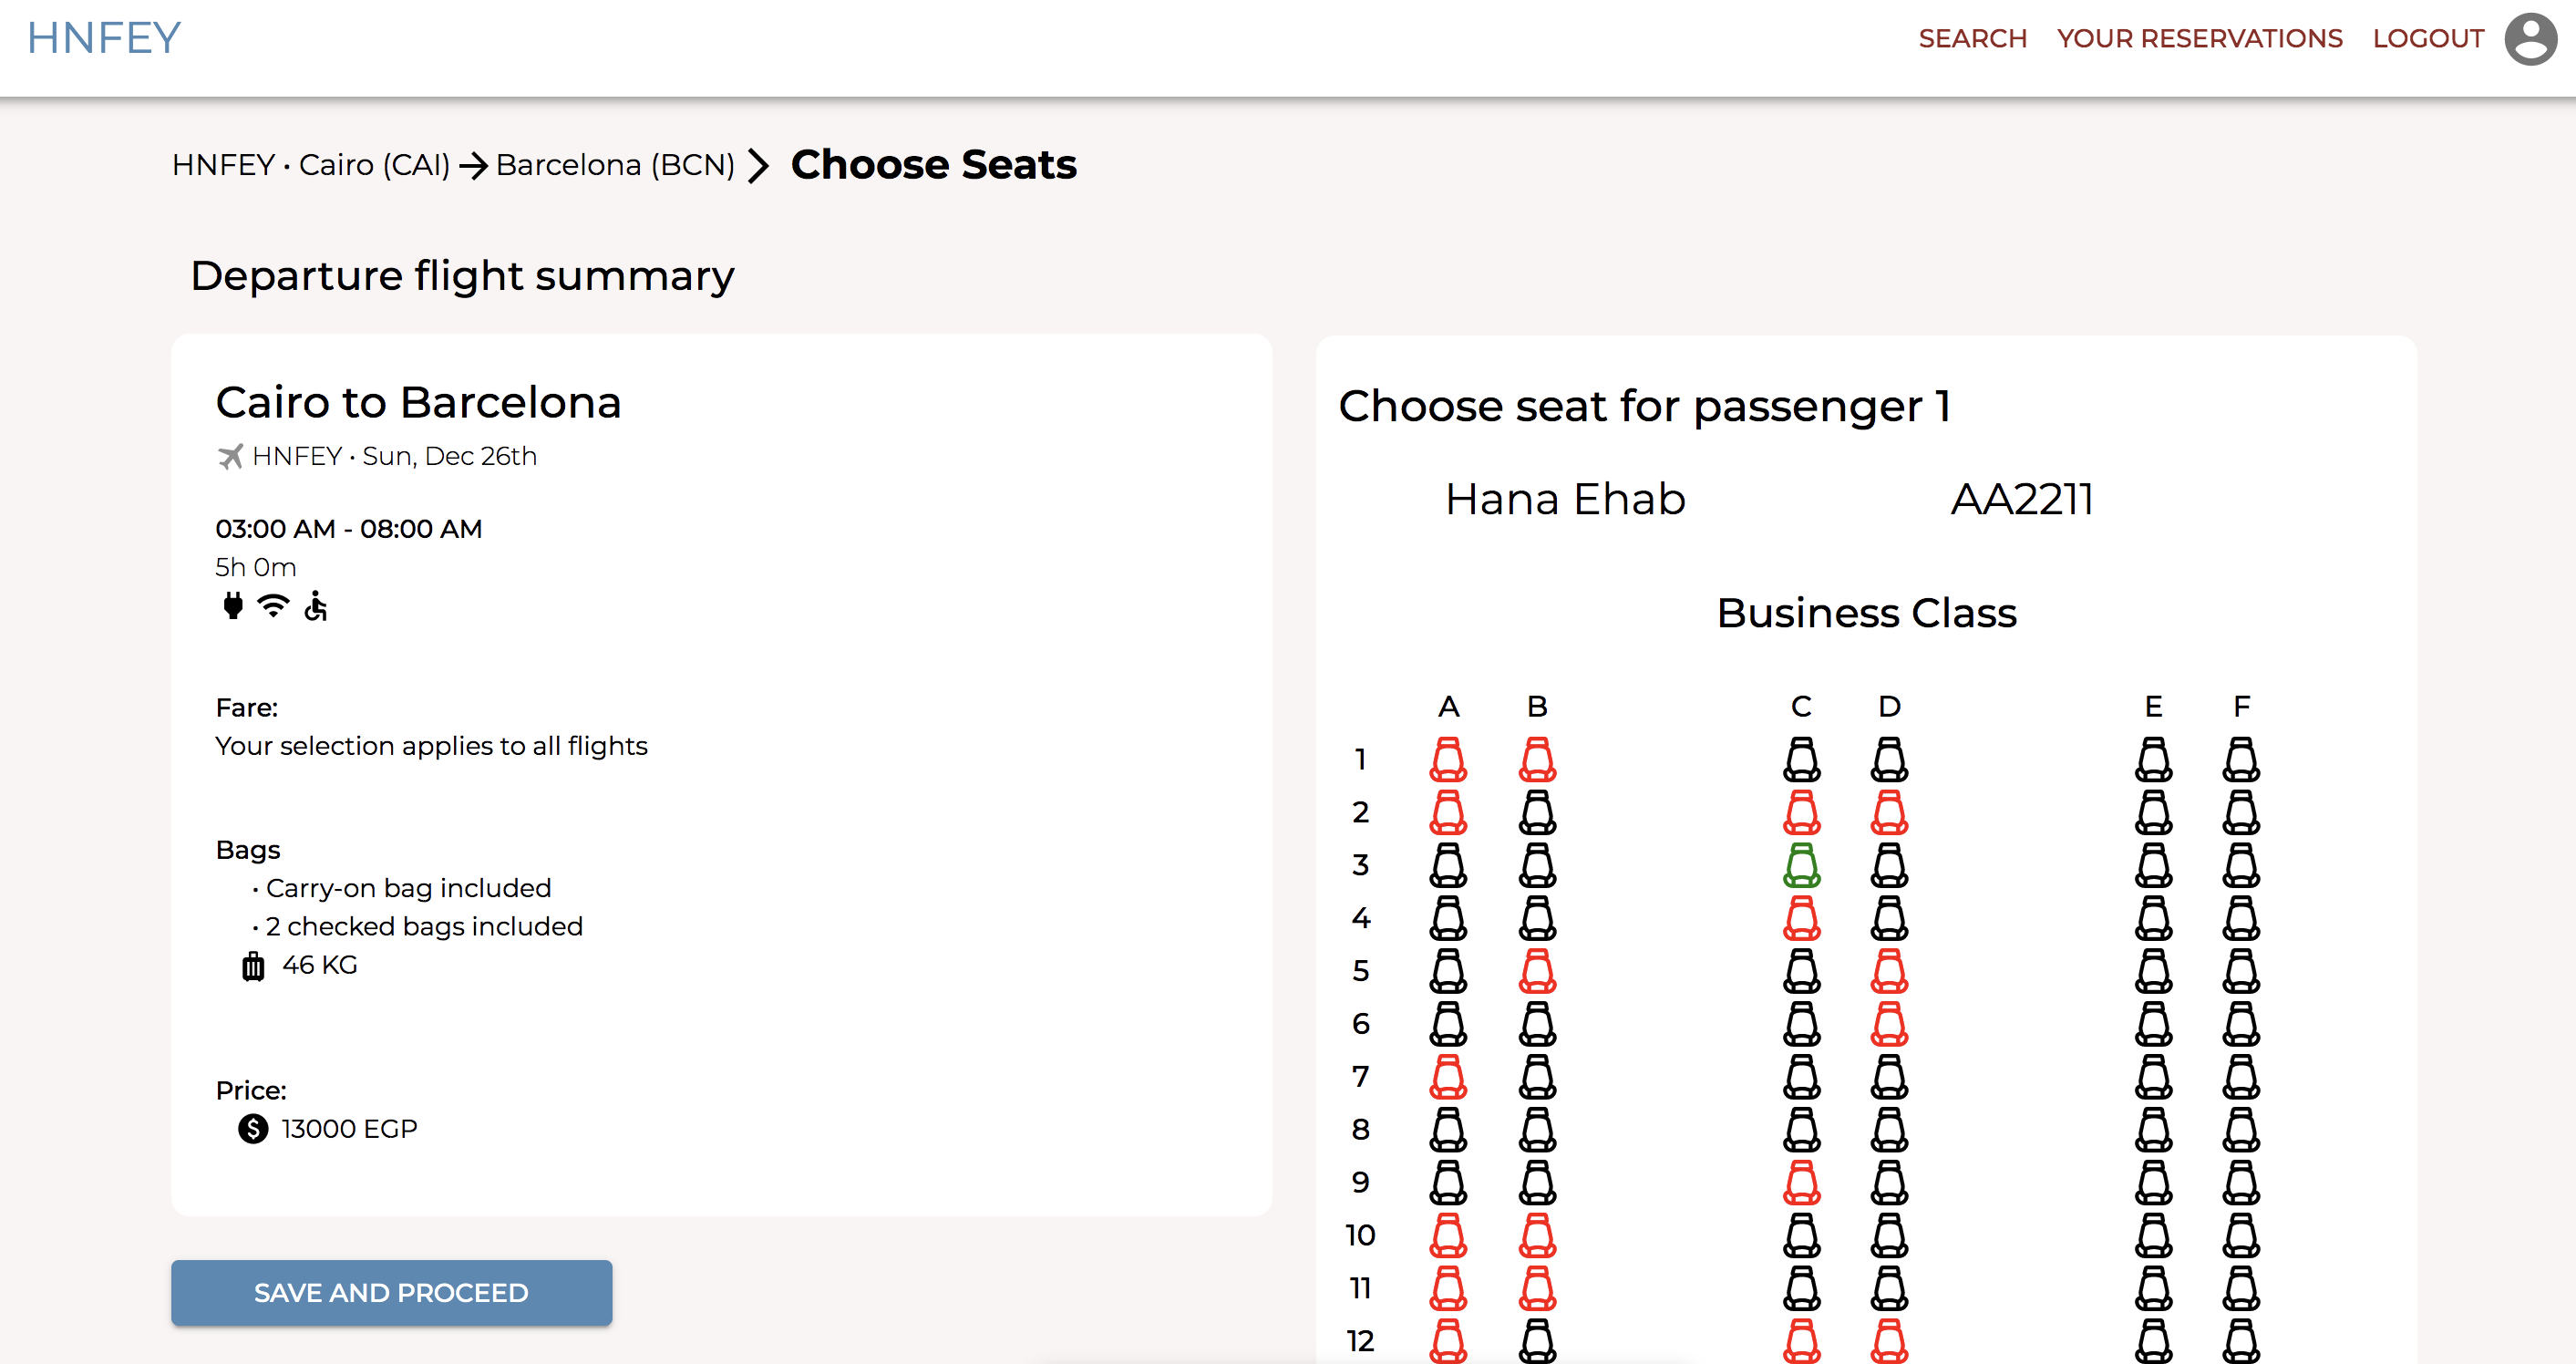 HNFEY
SEARCH YOUR RESERVATIONS LOGOUT
HNFEY • Cairo (CAI) → Barcelona (BCN) > Choose Seats
Departure flight summary
Cairo to Barcelona
HNFEY • Sun, Dec 26th
03:00 AM - 08:00 AM
5h 0m
Fare:
Your selection applies to all flights
Bags
• Carry-on bag included
• 2 checked bags included
46 KG
Price:
$ 13000 EGP
SAVE AND PROCEED
Choose seat for passenger 1
Hana Ehab AA2211
Business Class
A B C D E F
1
2
3
4
5
6
7
8
9
10
11
12